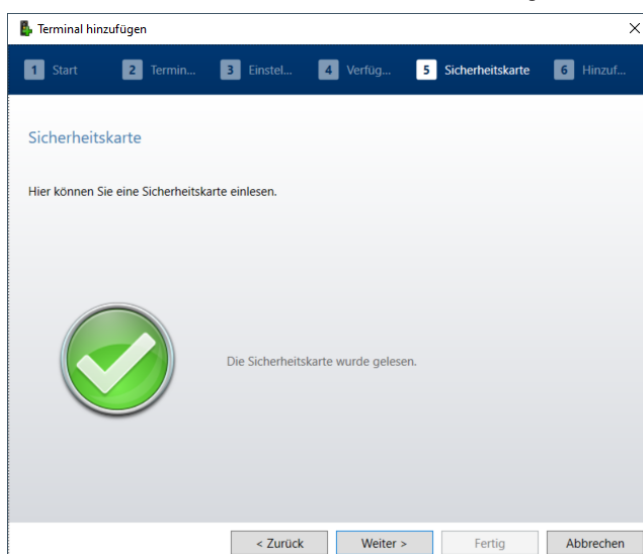 Terminal hinzufügen
1 Start 2 Termin... 3 Einstel... 4 Verfüg... 5 Sicherheitskarte 6 Hinzuf...
Sicherheitskarte
Hier können Sie eine Sicherheitskarte einlesen.
Die Sicherheitskarte wurde gelesen.
< Zurück Weiter > Fertig Abbrechen